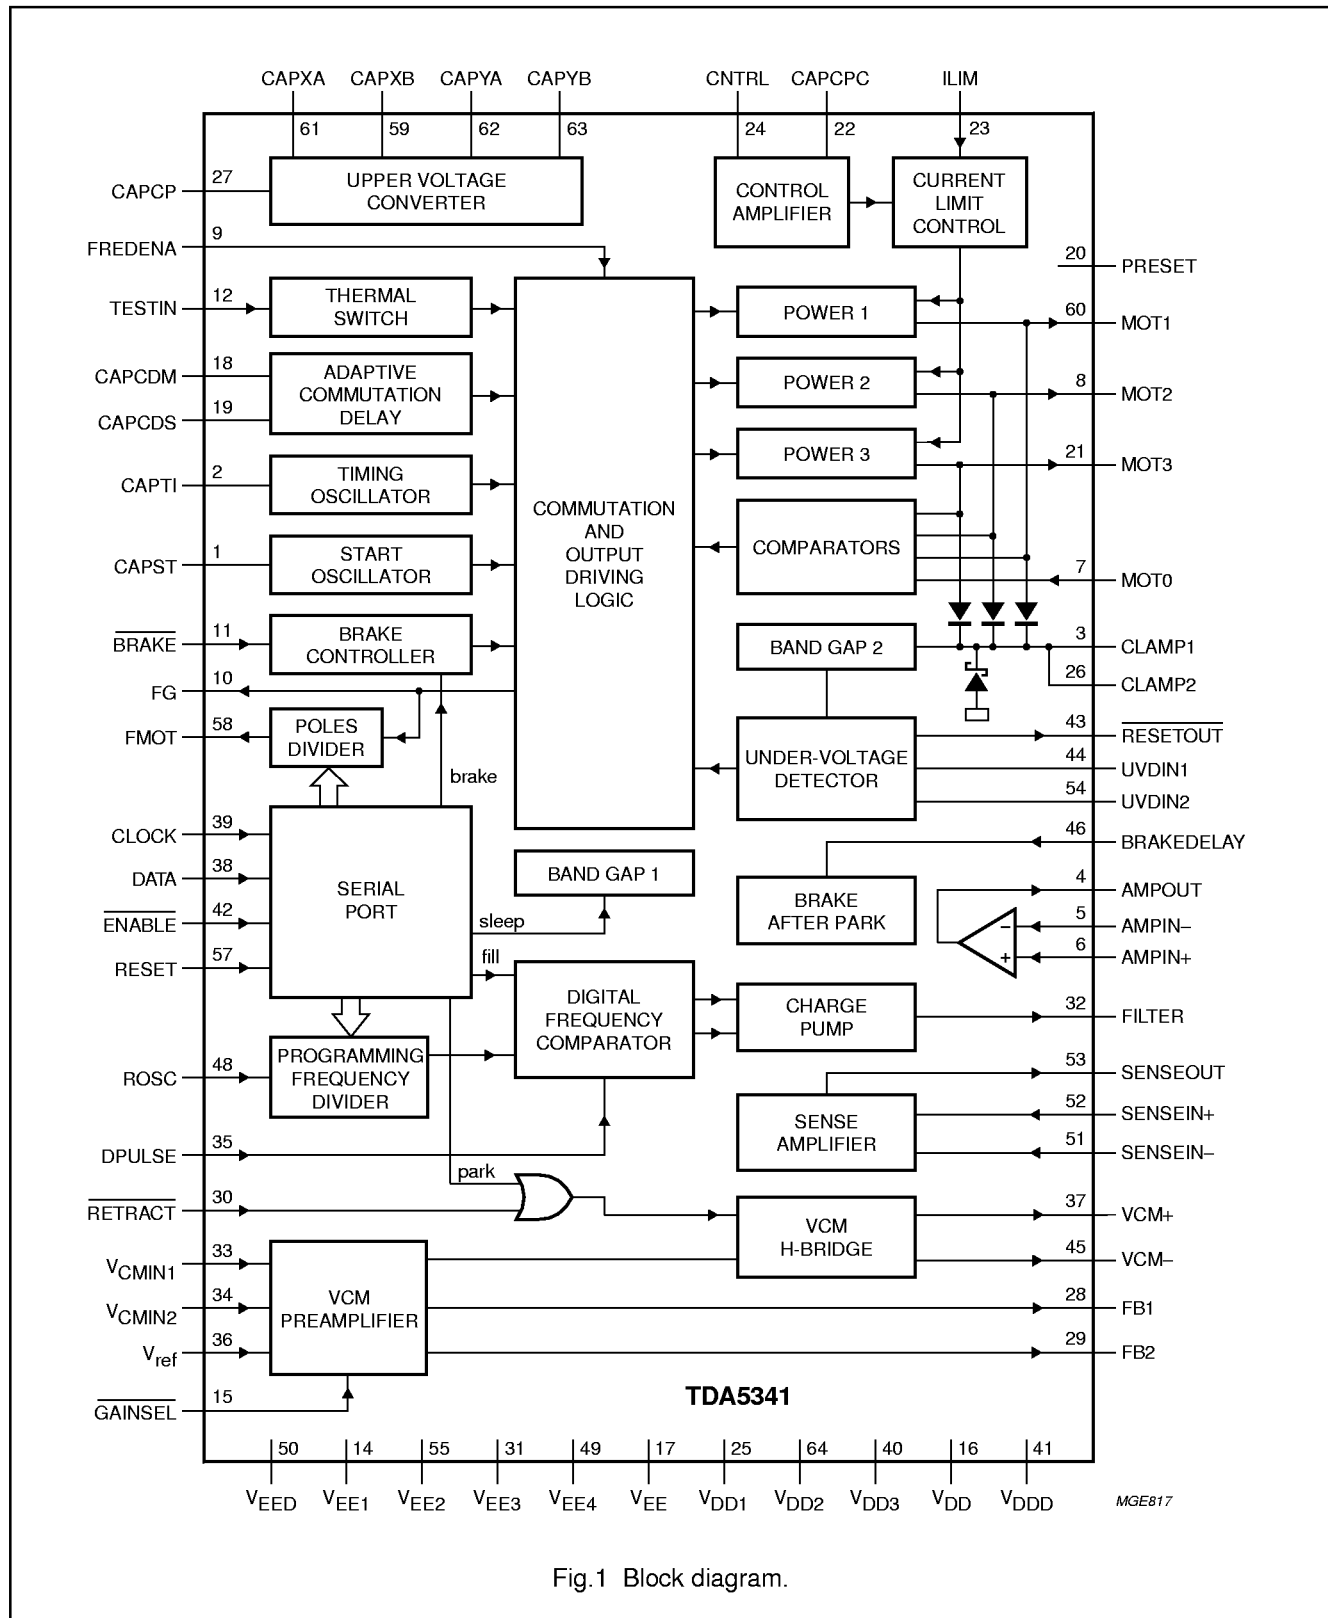 CAPXA CAPXB CAPYA CAPYB CNTRL CAPCPC ILIM
61 59 62 63 24 22 23
CAPCP 27
UPPER VOLTAGE
CONVERTER
CONTROL
AMPLIFIER
CURRENT
LIMIT
CONTROL
FREDENA 9
20 PRESET
TESTIN 12
THERMAL
SWITCH
POWER 1
60 MOT1
CAPCDM 18
CAPCDS 19
ADAPTIVE
COMMUTATION
DELAY
POWER 2
8 MOT2
POWER 3
21 MOT3
CAPTI 2
TIMING
OSCILLATOR
COMMUTATION
AND
OUTPUT
DRIVING
LOGIC
COMPARATORS
7 MOT0
CAPST 1
START
OSCILLATOR
BRAKE 11
BRAKE
CONTROLLER
BAND GAP 2
3 CLAMP1
26 CLAMP2
FG 10
FMOT 58
POLES
DIVIDER
brake
UNDER-VOLTAGE
DETECTOR
43 RESETOUT
44 UVDIN1
54 UVDIN2
CLOCK 39
DATA 38
ENABLE 42
RESET 57
SERIAL
PORT
BAND GAP 1
sleep
fill
BRAKE
AFTER PARK
46 BRAKEDELAY
4 AMPOUT
– 5 AMPIN–
+ 6 AMPIN+
DIGITAL
FREQUENCY
COMPARATOR
CHARGE
PUMP
32 FILTER
ROSC 48
PROGRAMMING
FREQUENCY
DIVIDER
53 SENSEOUT
SENSE
AMPLIFIER
52 SENSEIN+
51 SENSEIN–
DPULSE 35
park
RETRACT 30
VCM
H-BRIDGE
37 VCM+
45 VCM–
VCMIN1 33
VCMIN2 34
Vref 36
VCM
PREAMPLIFIER
28 FB1
29 FB2
GAINSEL 15
TDA5341
50 14 55 31 49 17 25 64 40 16 41
VEED VEE1 VEE2 VEE3 VEE4 VEE VDD1 VDD2 VDD3 VDD VDDD
MGE817
Fig.1 Block diagram.